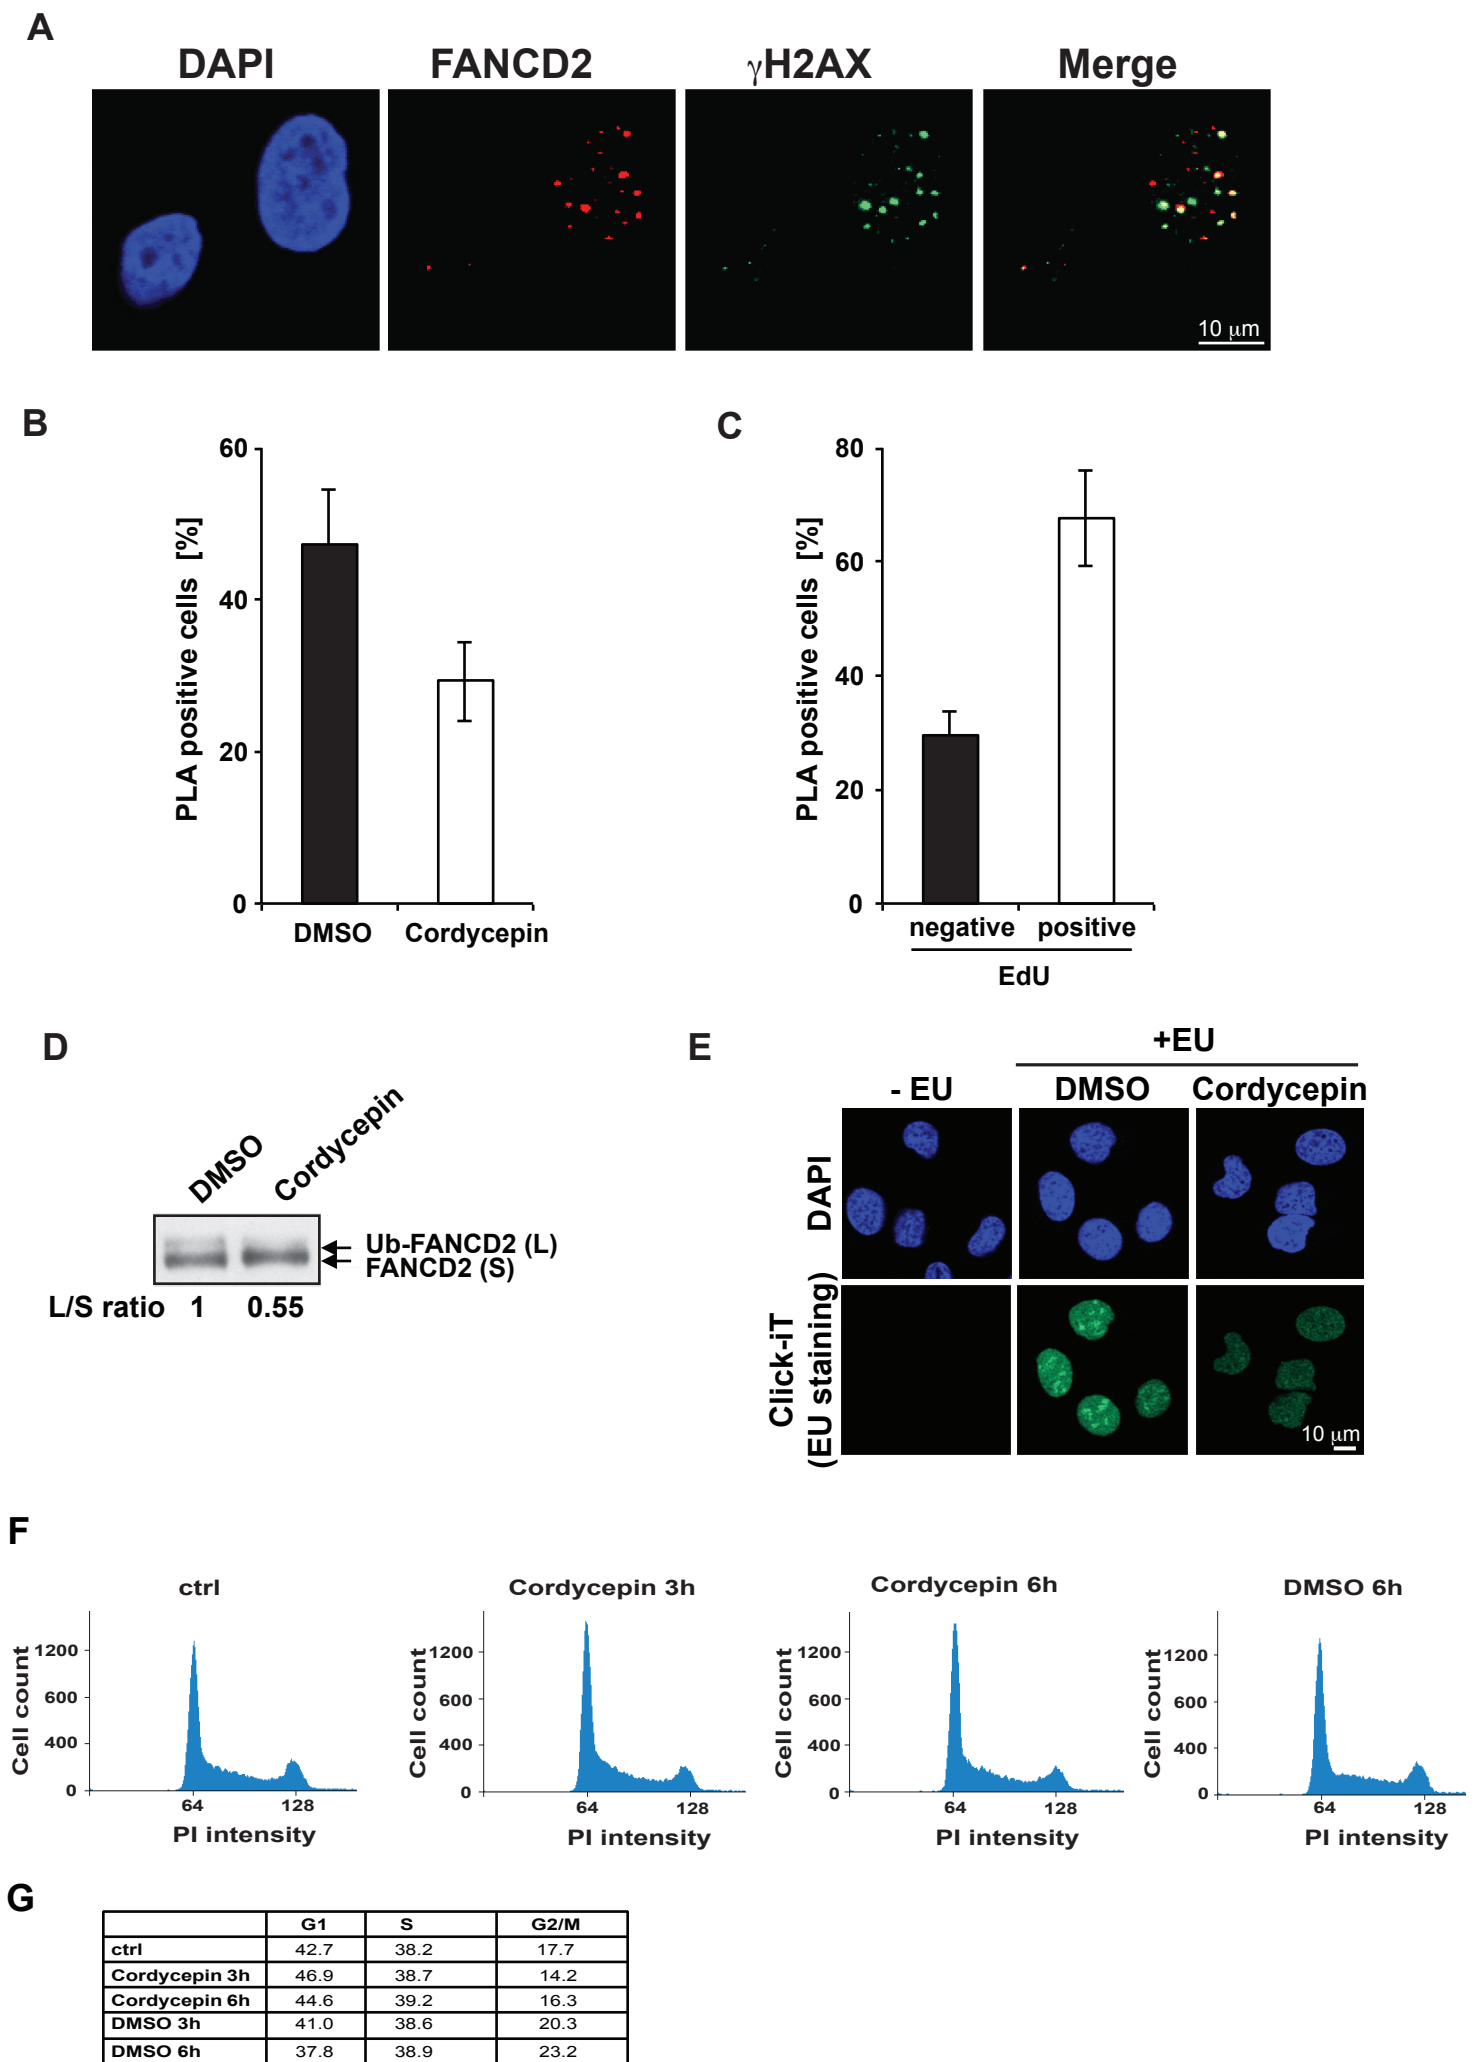 A
DAPI FANCD2 γH2AX Merge
10 μm
B
PLA positive cells [%]
60
40
20
0
DMSO Cordycepin
C
PLA positive cells [%]
80
60
40
20
0
negative positive
EdU
D
DMSO Cordycepin
Ub-FANCD2 (L)
FANCD2 (S)
L/S ratio 1 0.55
E
+EU
- EU DMSO Cordycepin
DAPI
Click-iT
(EU staining)
10 μm
F
ctrl
Cell count
1200
600
400
0
64 128
PI intensity
Cordycepin 3h
Cell count
1200
600
400
0
64 128
PI intensity
Cordycepin 6h
Cell count
1200
600
400
0
64 128
PI intensity
DMSO 6h
Cell count
1200
600
400
0
64 128
PI intensity
G
G1 S G2/M
ctrl 42.7 38.2 17.7
Cordycepin 3h 46.9 38.7 14.2
Cordycepin 6h 44.6 39.2 16.3
DMSO 3h 41.0 38.6 20.3
DMSO 6h 37.8 38.9 23.2